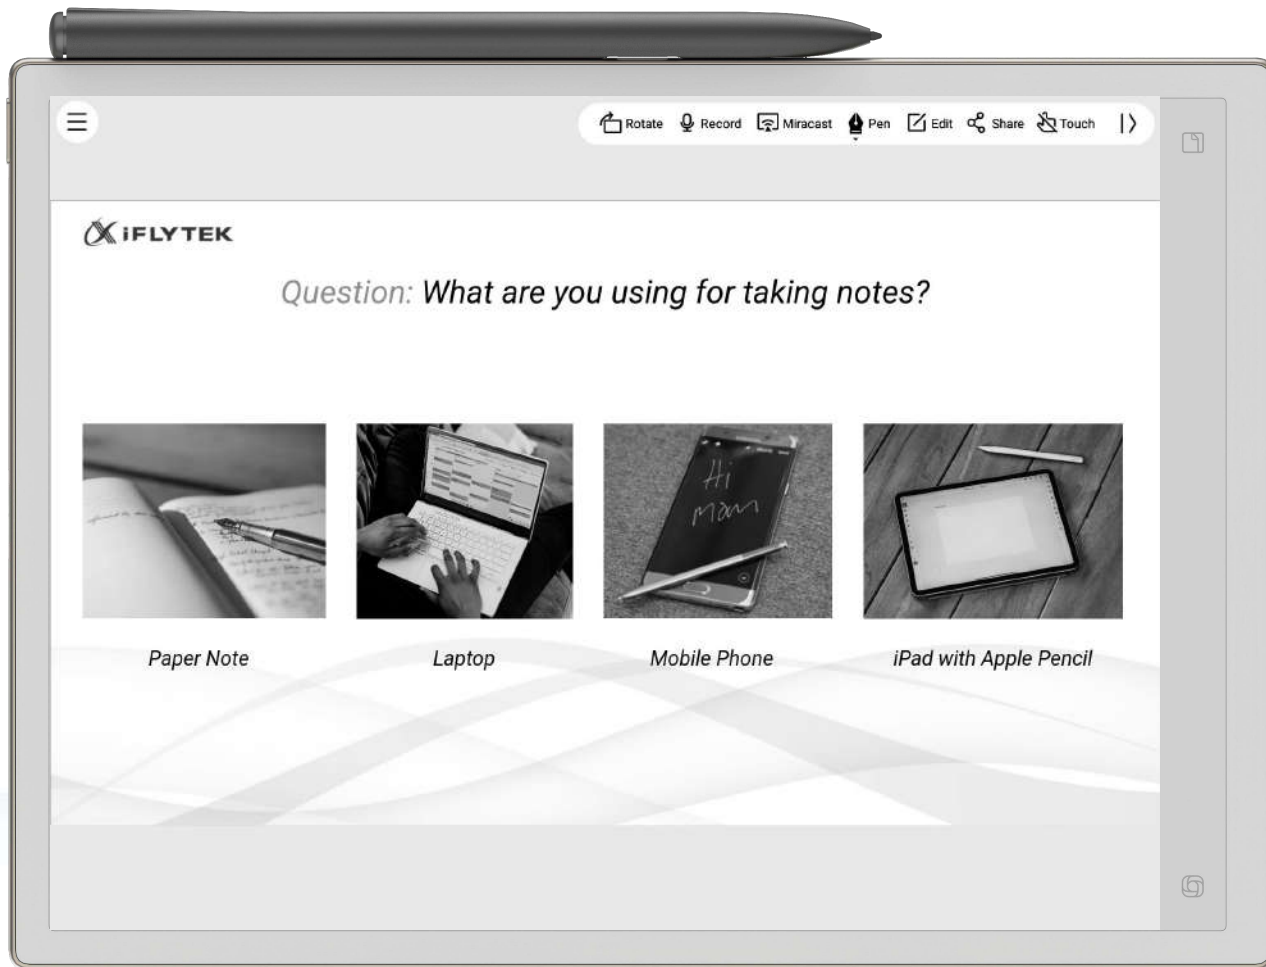 Rotate Record Miracast Pen Edit Share Touch
iFLYTEK
Question: What are you using for taking notes?
Hi
Mom
Paper Note Laptop Mobile Phone iPad with Apple Pencil